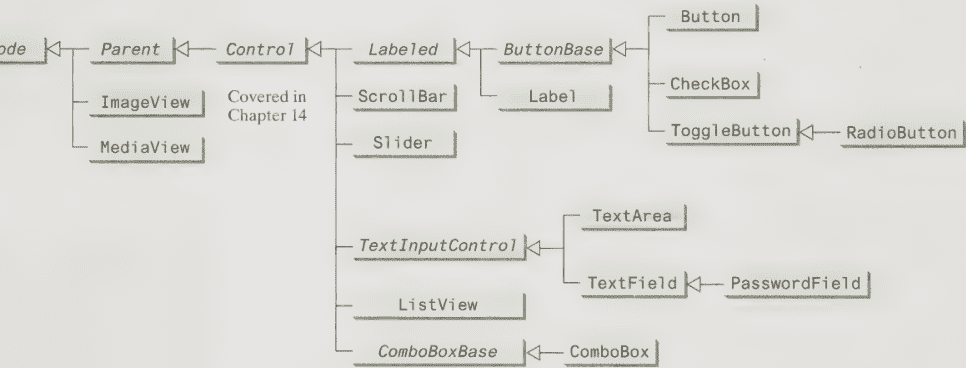 Button
ode Parent Control Labeled ButtonBase
ImageView Covered in Chapter 14 ScrollBar Label CheckBox
MediaView Slider ToggleButton RadioButton
TextArea
TextInputControl
TextField PasswordField
ListView
ComboBoxBase ComboBox